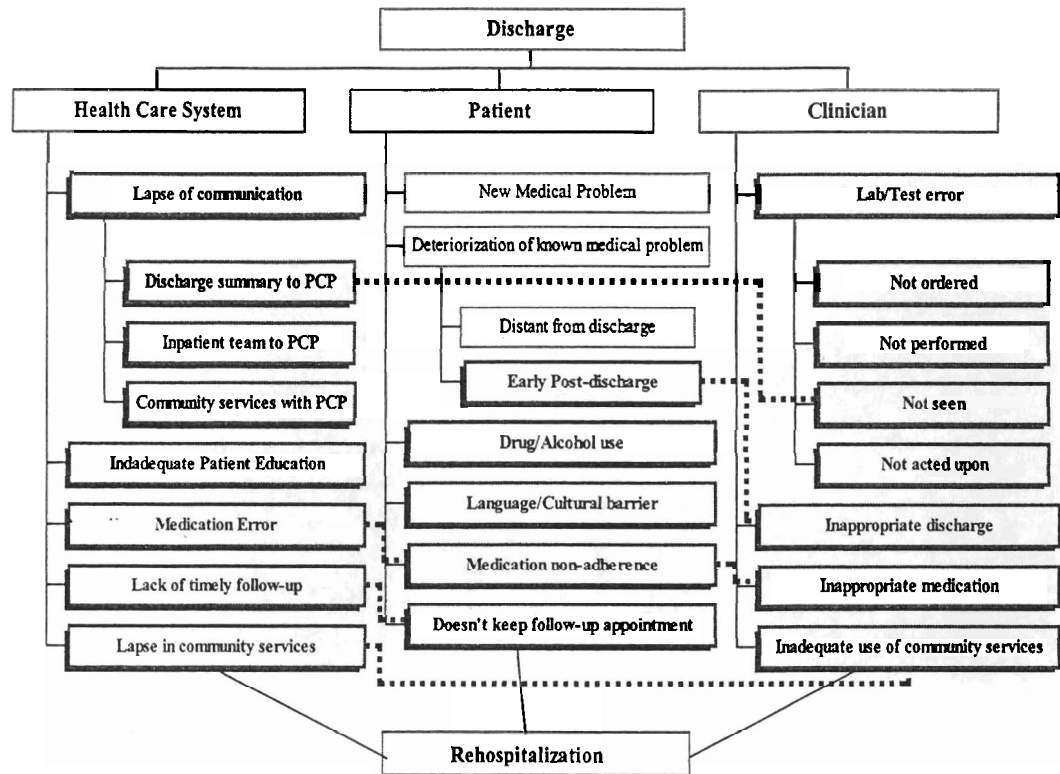 Discharge
Health Care System
Patient
Clinician
Lapse of communication
Discharge summary to PCP
Inpatient team to PCP
Community services with PCP
Indadequate Patient Education
Medication Error
Lack of timely follow-up
Lapse in community services
New Medical Problem
Deteriorization of known medical problem
Distant from discharge
Early Post-discharge
Drug/Alcohol use
Language/Cultural barrier
Medication non-adherence
Doesn't keep follow-up appointment
Lab/Test error
Not ordered
Not performed
Not seen
Not acted upon
Inappropriate discharge
Inappropriate medication
Inadequate use of community services
Rehospitalization